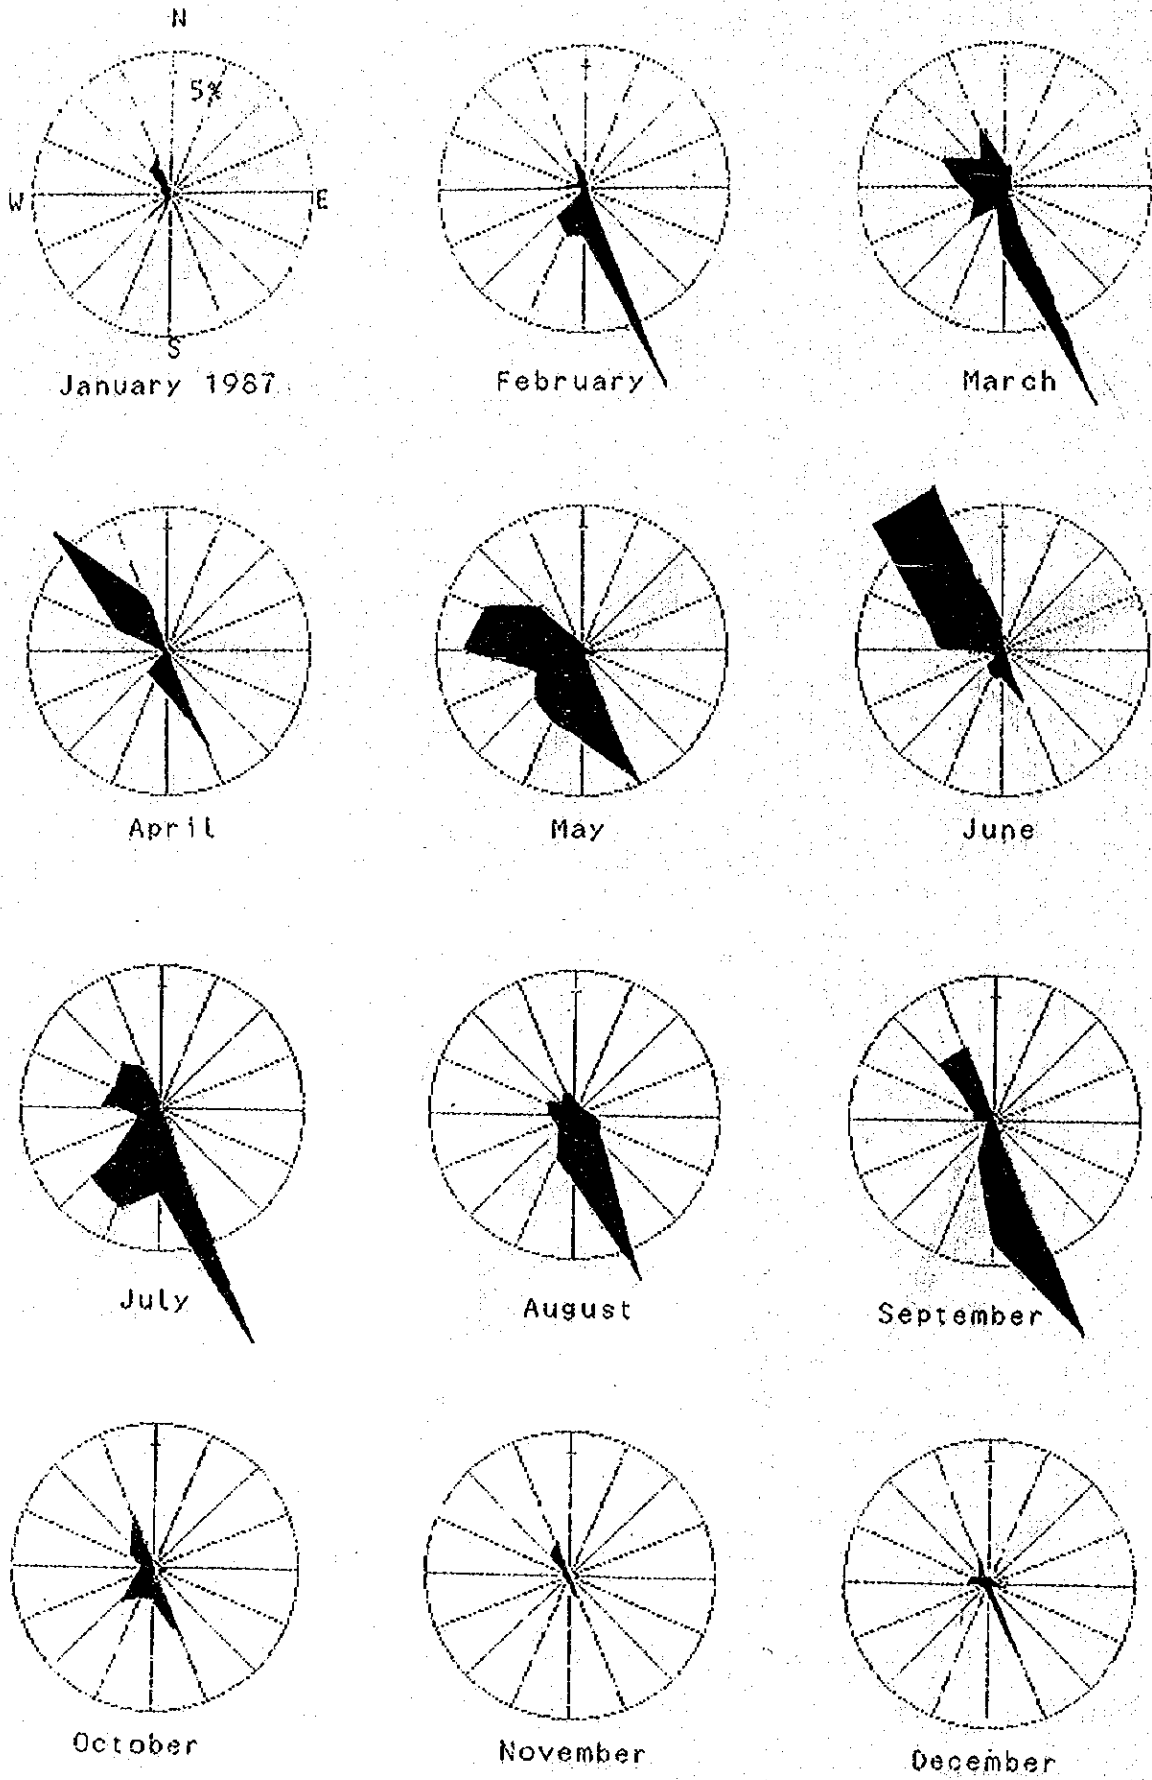 N
5%
W E
S
January 1987 February March
April May June
July August September
October November December